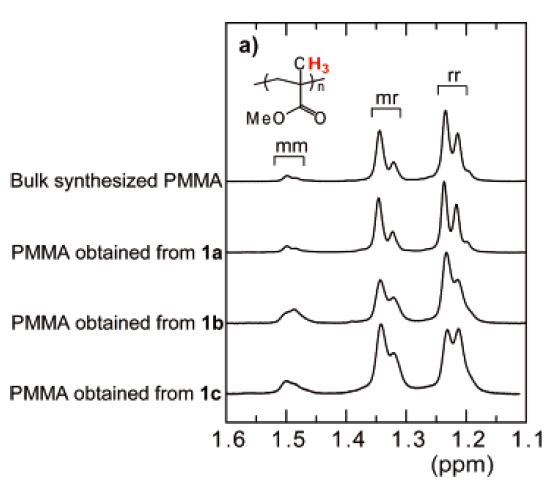 a)
CH3
n
MeO O
rr
mr
mm
Bulk synthesized PMMA
PMMA obtained from 1a
PMMA obtained from 1b
PMMA obtained from 1c
1.6 1.5 1.4 1.3 1.2 1.1
(ppm)